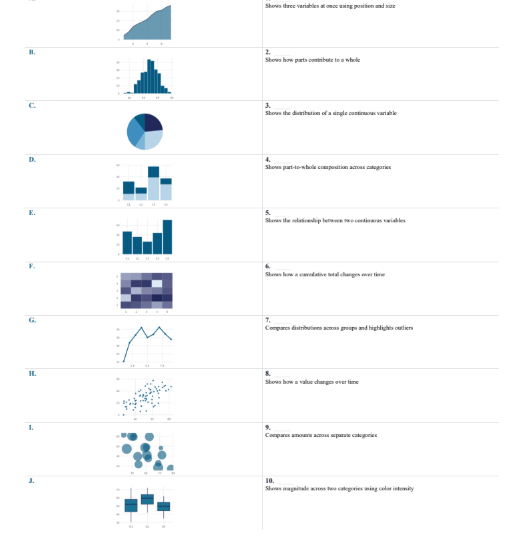 1.
Shows three variables at once using position and size
B.
2.
Shows how parts contribute to a whole
C.
3.
Shows the distribution of a single continuous variable
D.
4.
Shows part-to-whole composition across categories
E.
5.
Shows the relationship between two continuous variables
F.
6.
Shows how a cumulative total changes over time
G.
7.
Compares distributions across groups and highlights outliers
H.
8.
Shows how a value changes over time
I.
9.
Compares amounts across separate categories
J.
10.
Shows magnitude across two categories using color intensity